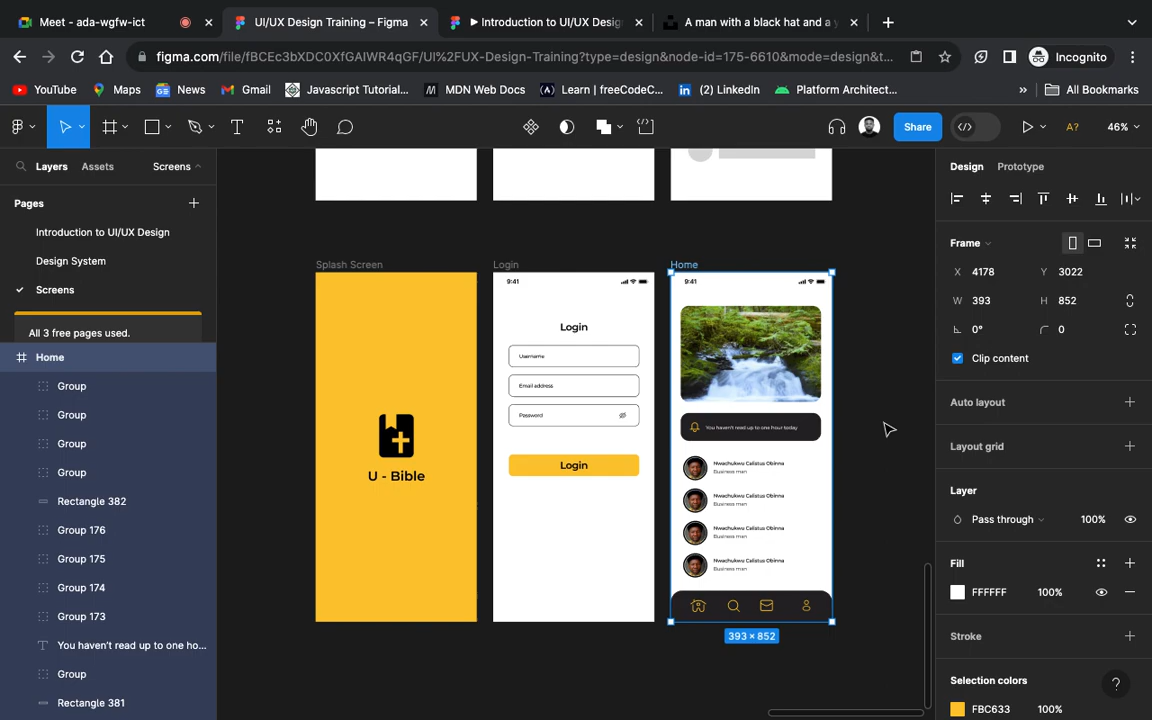 Meet - ada-wgfw-ict
UI/UX Design Training – Figma
Introduction to UI/UX Desig
A man with a black hat and a
figma.com/file/fBCEc3bXDC0XfGAIWR4qGF/UI%2FUX-Design-Training?type=design&node-id=175-6610&mode=design&t...
Incognito
YouTube
Maps
News
Gmail
Javascript Tutorial...
MDN Web Docs
Learn | freeCodeC...
(2) LinkedIn
Platform Architect...
»
All Bookmarks
Share
A?
46%
Layers
Assets
Screens
Pages
Introduction to UI/UX Design
Design System
Screens
All 3 free pages used.
Home
Group
Group
Group
Group
Rectangle 382
Group 176
Group 175
Group 174
Group 173
You haven't read up to one ho...
Group
Rectangle 381
Splash Screen
U - Bible
Login
9:41
Login
Username
Email address
Password
Login
Home
9:41
You haven't read up to one hour today
Nwachukwu Calistus Obinna
Business man
Nwachukwu Calistus Obinna
Business man
Nwachukwu Calistus Obinna
Business man
Nwachukwu Calistus Obinna
Business man
393 × 852
Design
Prototype
Frame
X 4178
Y 3022
W 393
H 852
0°
0
Clip content
Auto layout
Layout grid
Layer
Pass through
100%
Fill
FFFFFF
100%
Stroke
Selection colors
FBC633
100%
?